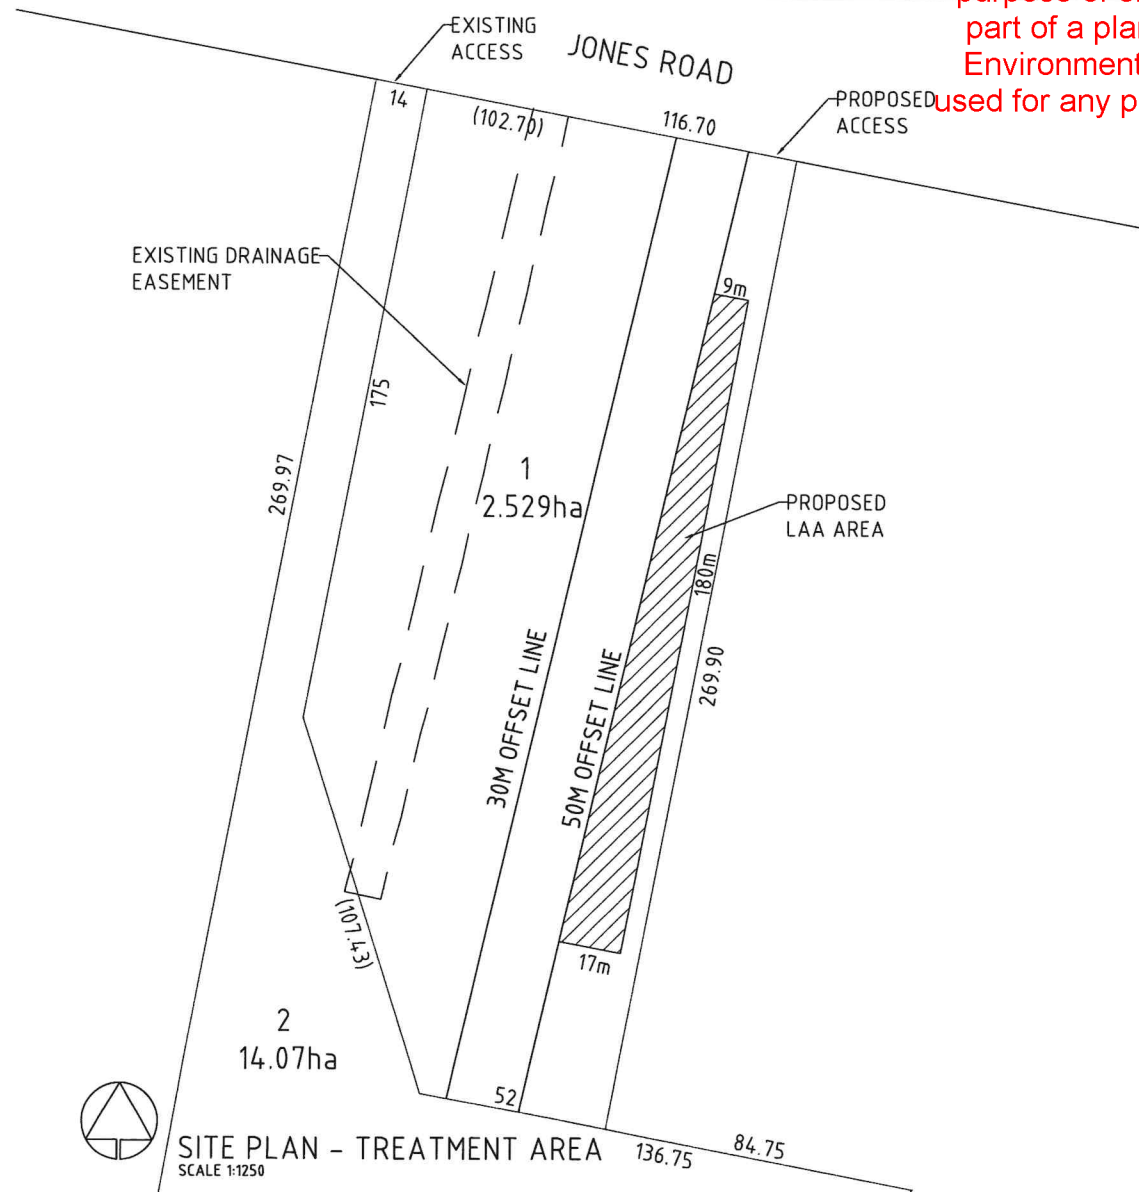 purpose of
part of a plan
Environment
used for any p
EXISTING
ACCESS
JONES ROAD
PROPOSED
ACCESS
14
(102.70)
116.70
EXISTING DRAINAGE
EASEMENT
9m
175
269.97
1
2.529ha
PROPOSED
LAA AREA
180m
269.90
30M OFFSET LINE
50M OFFSET LINE
(107.43)
17m
2
14.07ha
52
SITE PLAN - TREATMENT AREA
SCALE 1:1250
136.75
84.75